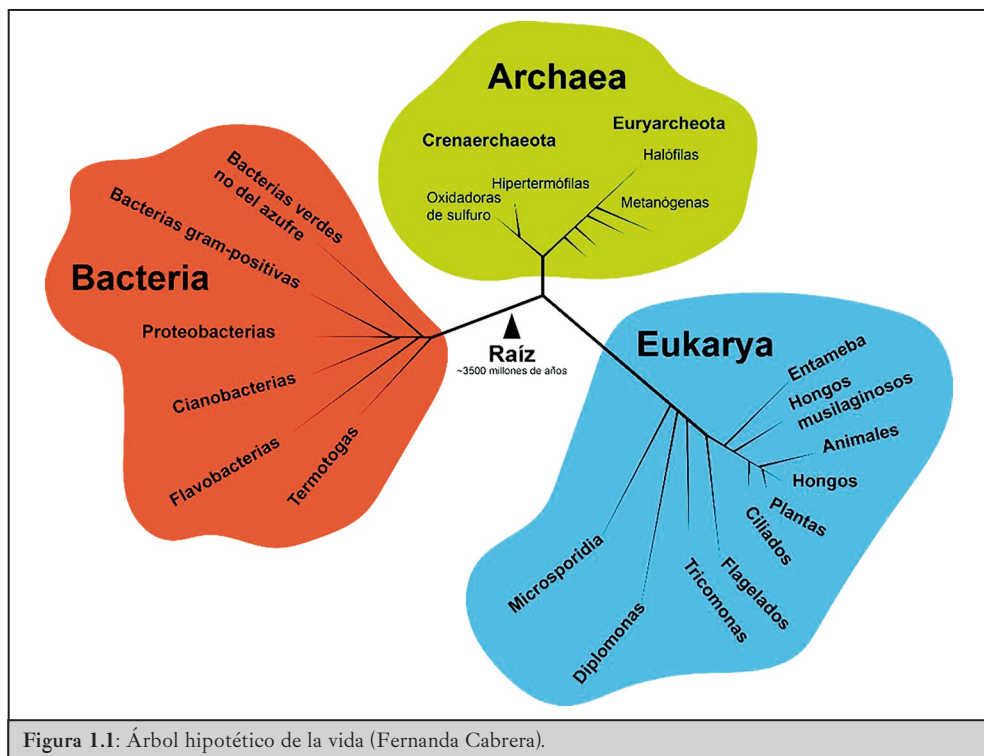 Archaea
Crenaerchaeota
Euryarcheota
Halófilas
Hipertermófilas
Oxidadoras
de sulfuro
Metanógenas
Bacteria
Bacterias verdes
no del azufre
Bacterias gram-positivas
Proteobacterias
Cianobacterias
Flavobacterias
Termotogas
Raíz
~3500 millones de años
Eukarya
Entameba
Hongos
musilaginosos
Animales
Hongos
Plantas
Ciliados
Flagelados
Tricomonas
Diplomonas
Microsporidia
Figura 1.1: Árbol hipotético de la vida (Fernanda Cabrera).